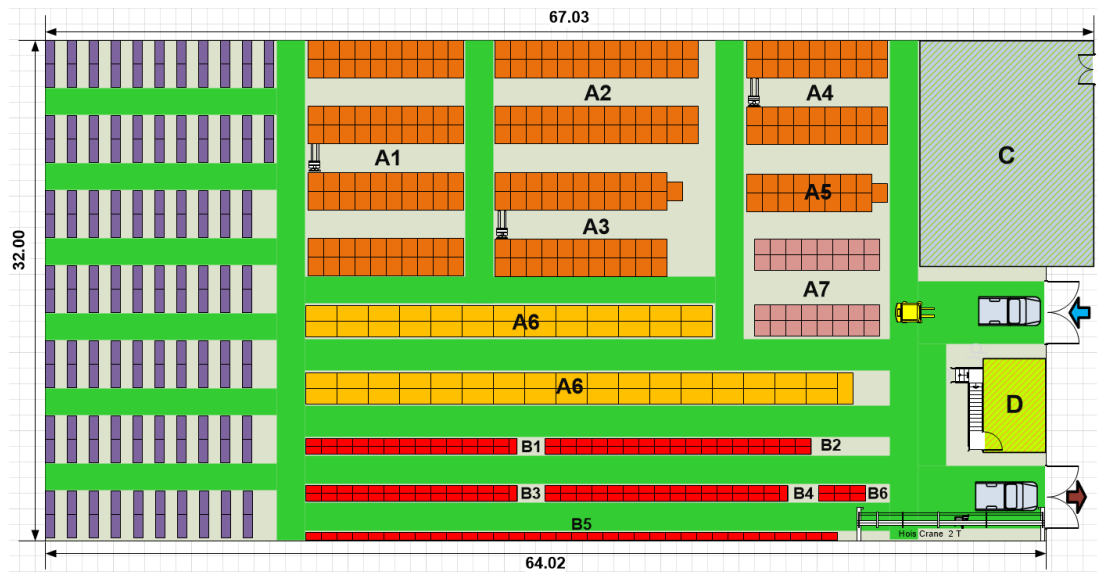 67.03
A2
A4
A1
C
A5
32.00
A3
A7
A6
A6
D
B1
B2
B3
B4
B6
B5
Hois Crane 2 T
64.02